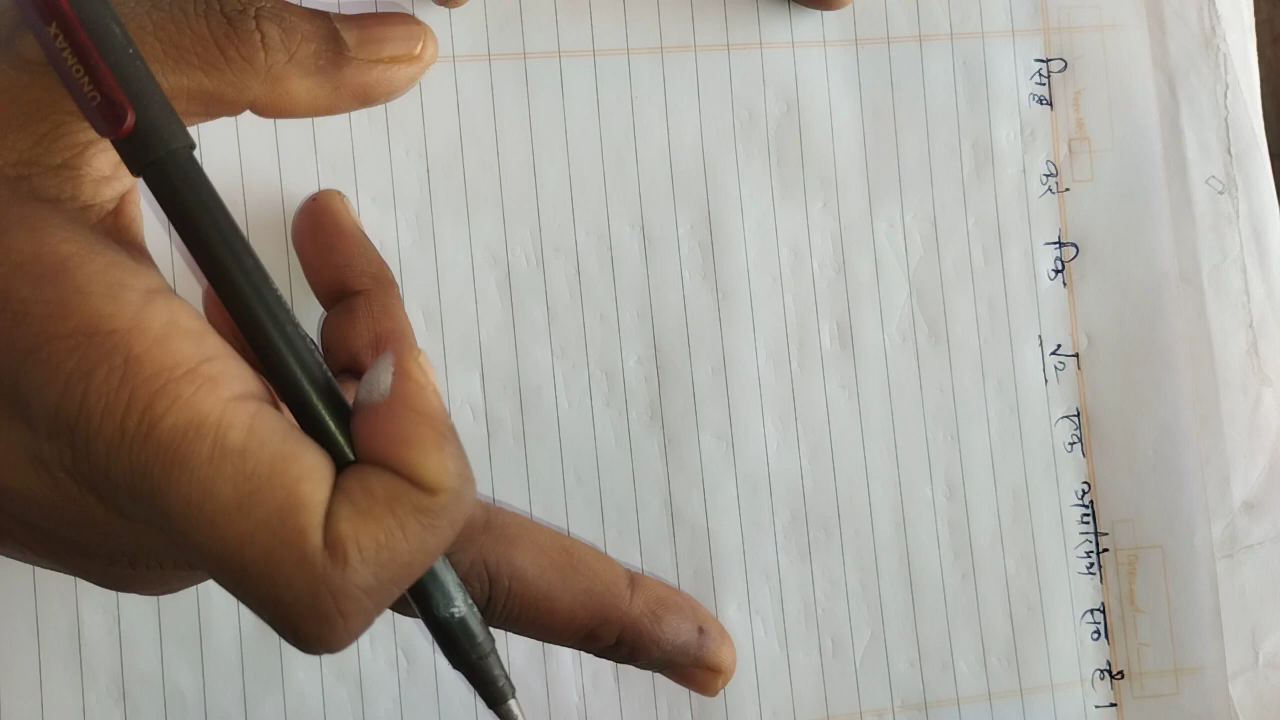 सिद्ध करें कि √2 एक अपरिमेय संख्या है।
UNOMAX